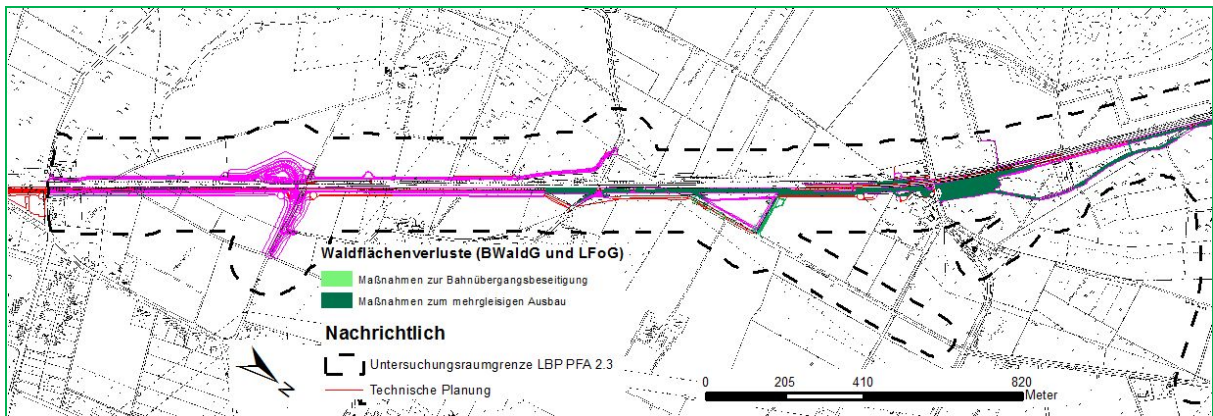 Waldflächenverluste (BWaldG und LFoG)
Maßnahmen zur Bahnübergangsbeseitigung
Maßnahmen zum mehrgleisigen Ausbau
Nachrichtlich
Untersuchungsraumgrenze LBP PFA 2.3
Technische Planung
N
0 205 410 820
Meter